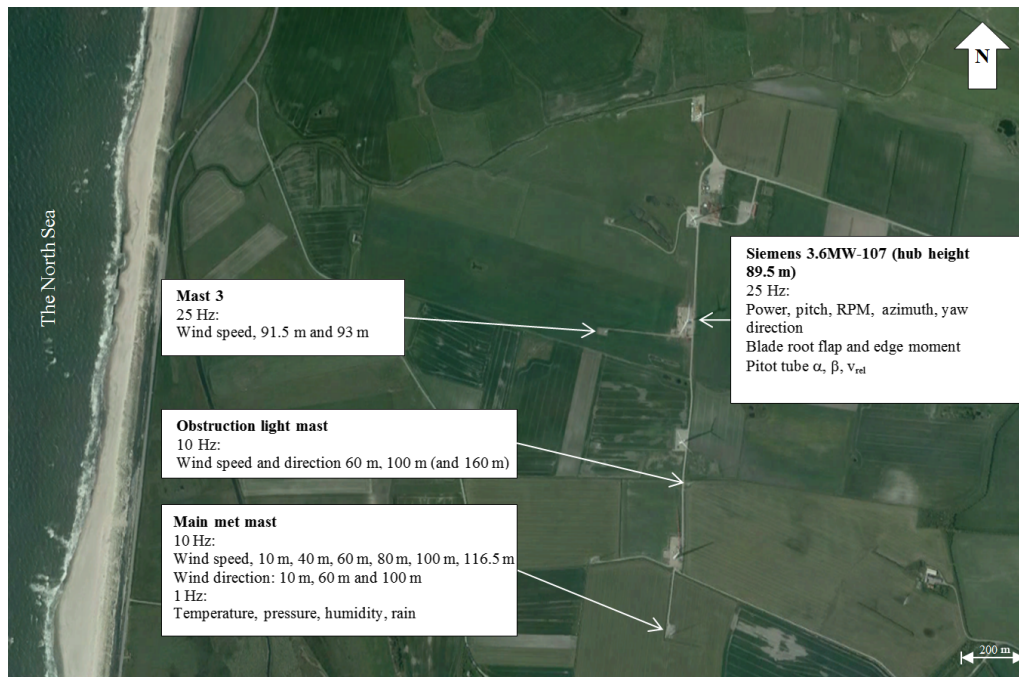 N
The North Sea
Siemens 3.6MW-107 (hub height
89.5 m)
25 Hz:
Power, pitch, RPM, azimuth, yaw
direction
Blade root flap and edge moment
Pitot tube α, β, vrel
Mast 3
25 Hz:
Wind speed, 91.5 m and 93 m
Obstruction light mast
10 Hz:
Wind speed and direction 60 m, 100 m (and 160 m)
Main met mast
10 Hz:
Wind speed, 10 m, 40 m, 60 m, 80 m, 100 m, 116.5 m
Wind direction: 10 m, 60 m and 100 m
1 Hz:
Temperature, pressure, humidity, rain
200 m